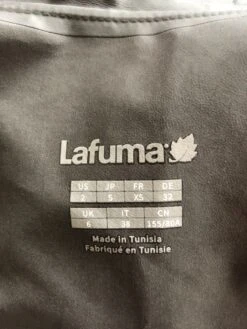 Lafuma
US JP FR DE
2 S XS 32
UK IT CN
6 38 155/80A
Made in Tunisia
Fabriqué en Tunisie